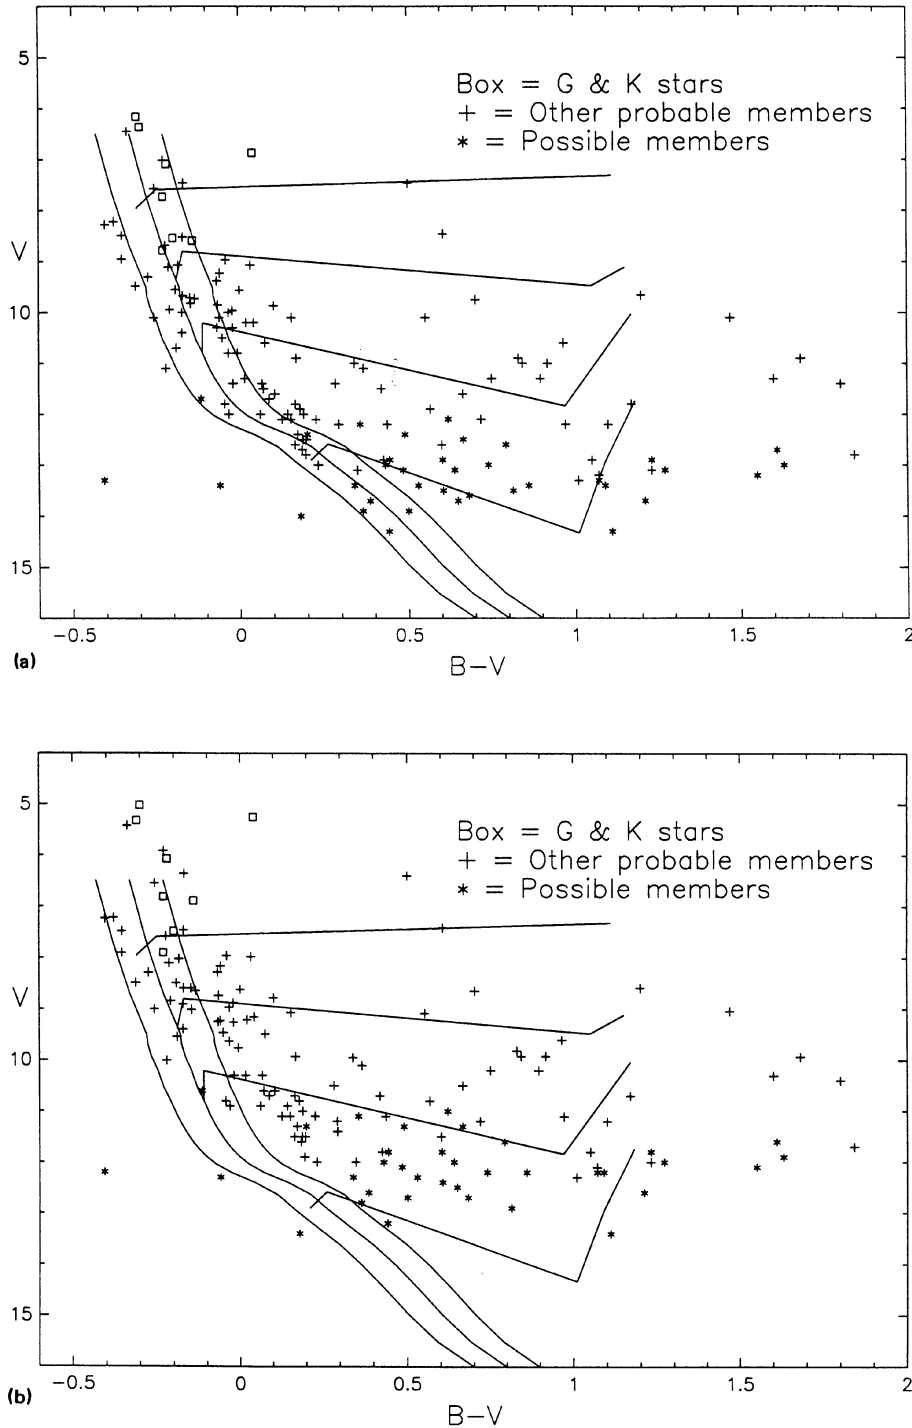 5
10
15
V
Box = G & K stars
+ = Other probable members
* = Possible members
-0.5 0 0.5 1 1.5 2
(a)
B-V
5
10
15
V
Box = G & K stars
+ = Other probable members
* = Possible members
-0.5 0 0.5 1 1.5 2
(b)
B-V